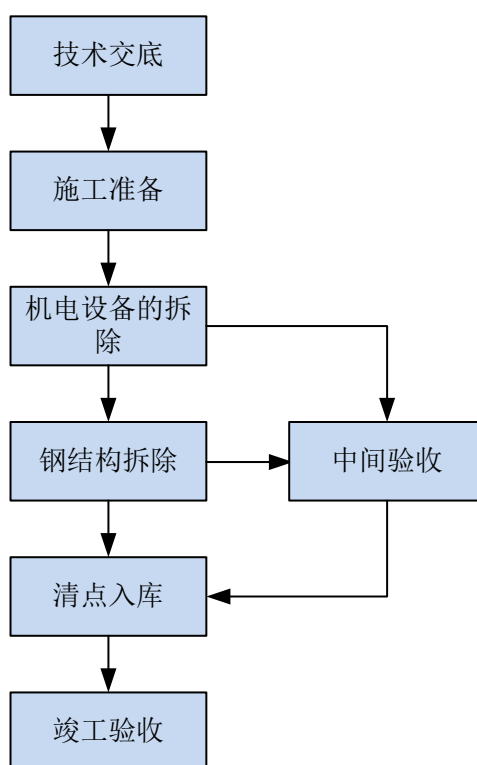 技术交底
施工准备
机电设备的拆
除
钢结构拆除
中间验收
清点入库
竣工验收